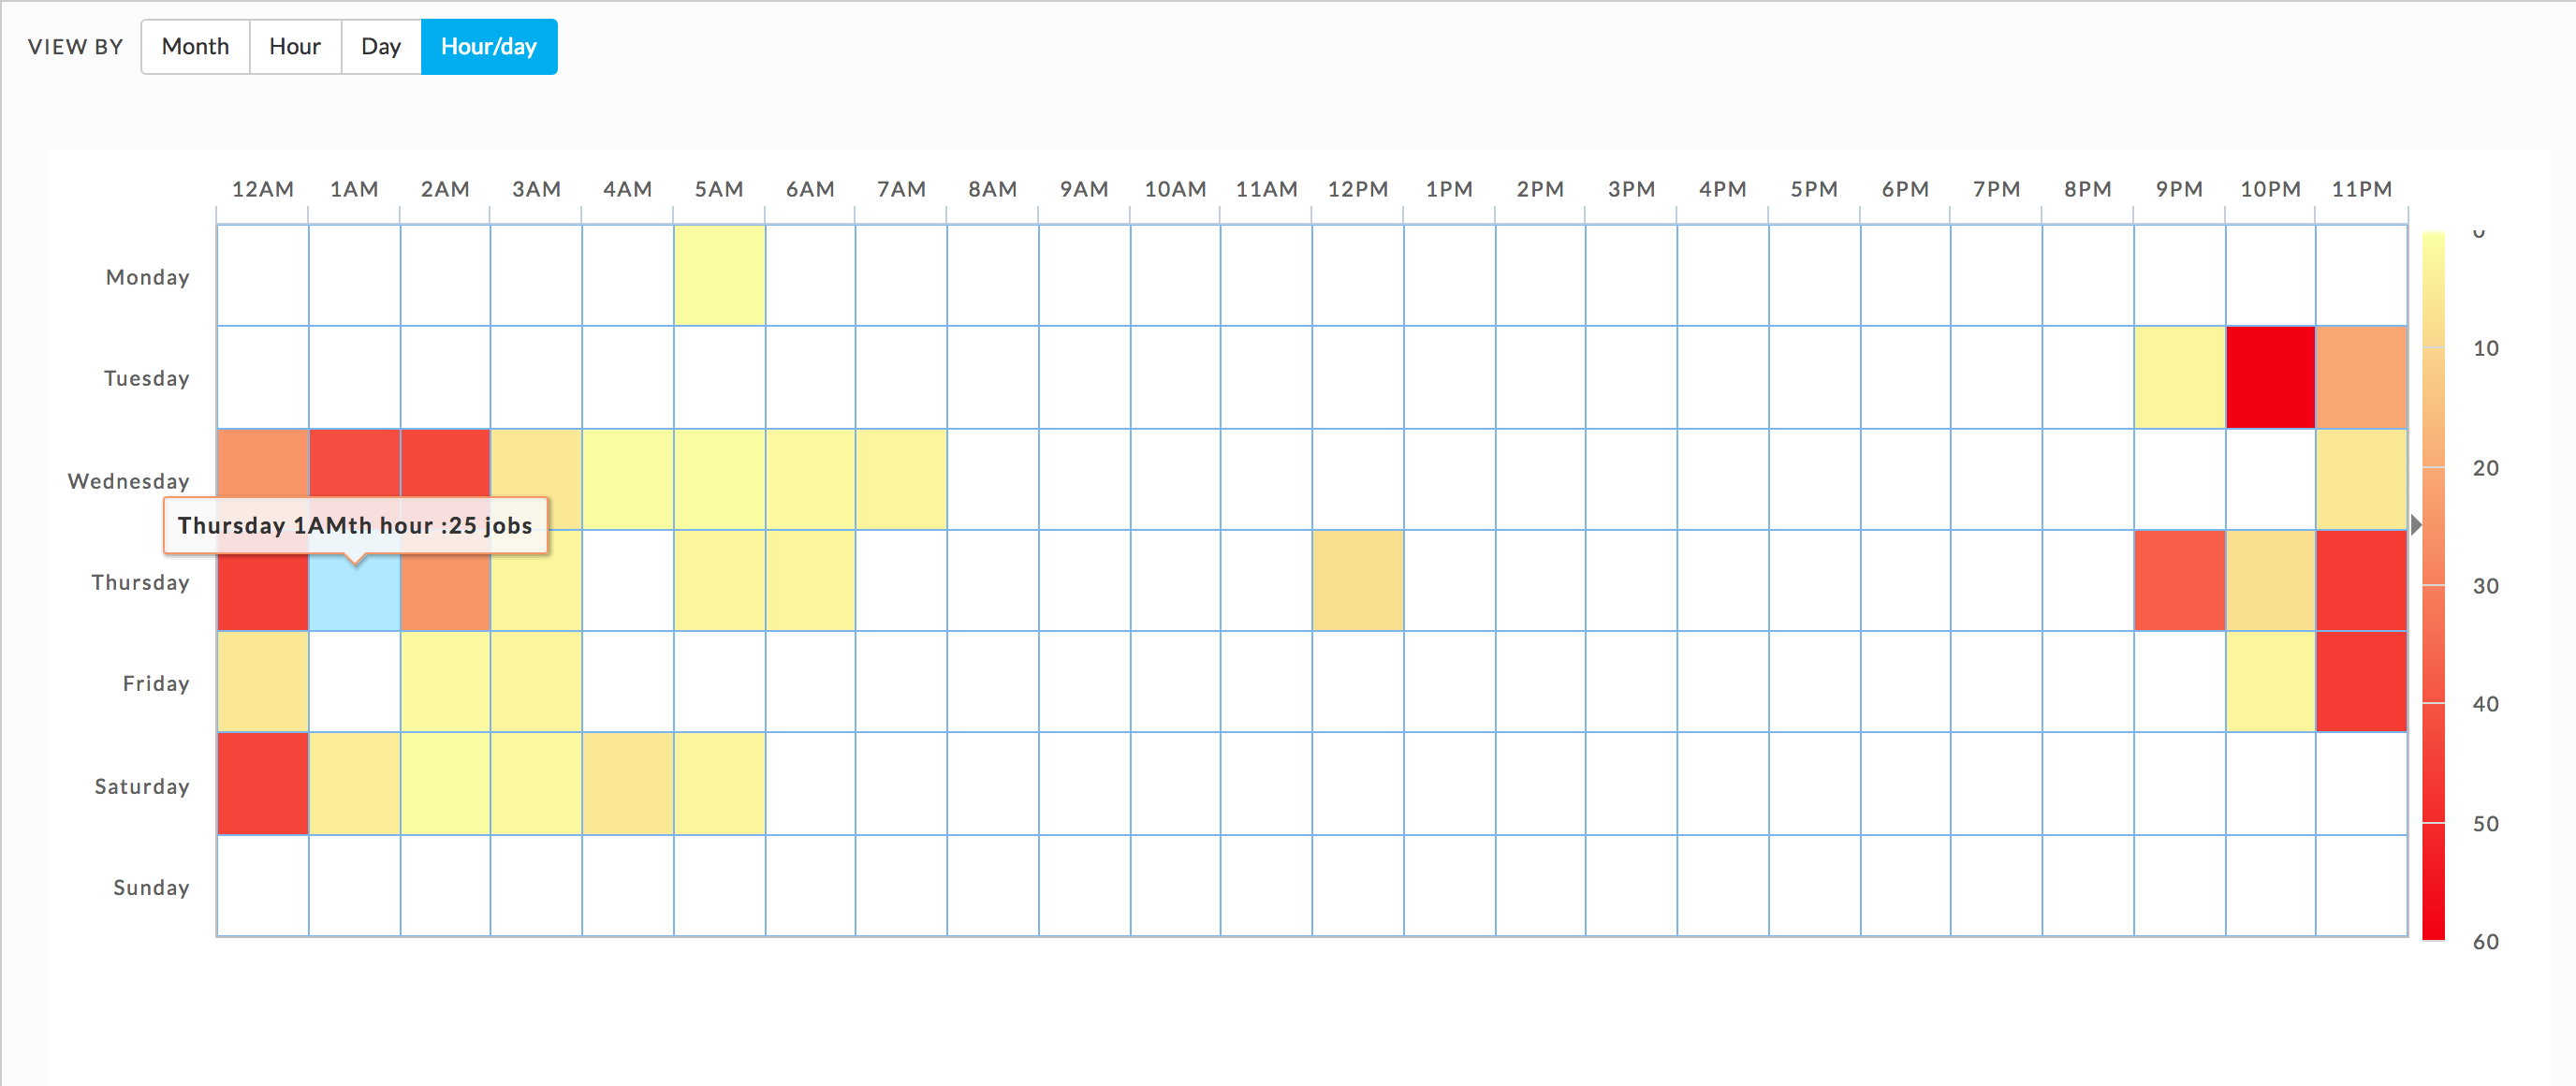 VIEW BY Month Hour Day Hour/day
12AM 1AM 2AM 3AM 4AM 5AM 6AM 7AM 8AM 9AM 10AM 11AM 12PM 1PM 2PM 3PM 4PM 5PM 6PM 7PM 8PM 9PM 10PM 11PM
0
Monday
10
Tuesday
20
Wednesday
Thursday 1AMth hour :25 jobs
Thursday
30
Friday
40
Saturday
50
Sunday
60